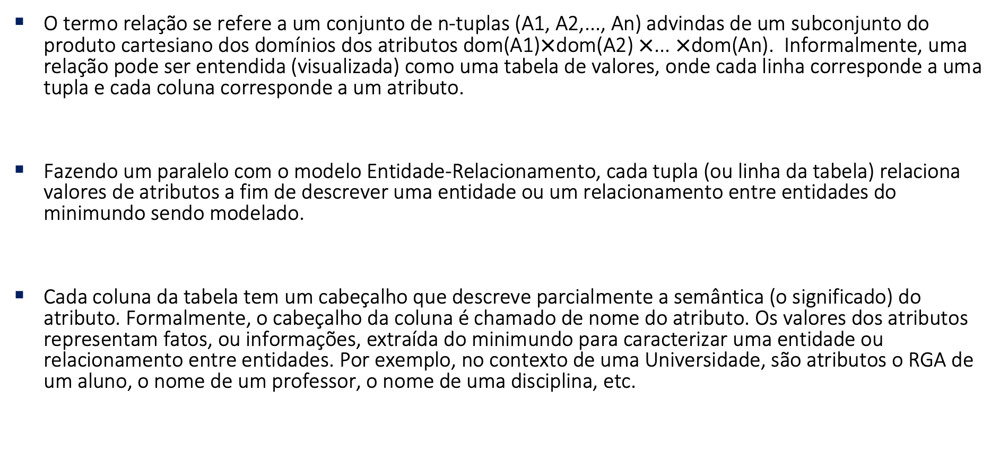 ▪ O termo relação se refere a um conjunto de n-tuplas (A1, A2,..., An) advindas de um subconjunto do
produto cartesiano dos domínios dos atributos dom(A1)×dom(A2) ×... ×dom(An).  Informalmente, uma
relação pode ser entendida (visualizada) como uma tabela de valores, onde cada linha corresponde a uma
tupla e cada coluna corresponde a um atributo.
▪ Fazendo um paralelo com o modelo Entidade-Relacionamento, cada tupla (ou linha da tabela) relaciona
valores de atributos a fim de descrever uma entidade ou um relacionamento entre entidades do
minimundo sendo modelado.
▪ Cada coluna da tabela tem um cabeçalho que descreve parcialmente a semântica (o significado) do
atributo. Formalmente, o cabeçalho da coluna é chamado de nome do atributo. Os valores dos atributos
representam fatos, ou informações, extraída do minimundo para caracterizar uma entidade ou
relacionamento entre entidades. Por exemplo, no contexto de uma Universidade, são atributos o RGA de
um aluno, o nome de um professor, o nome de uma disciplina, etc.